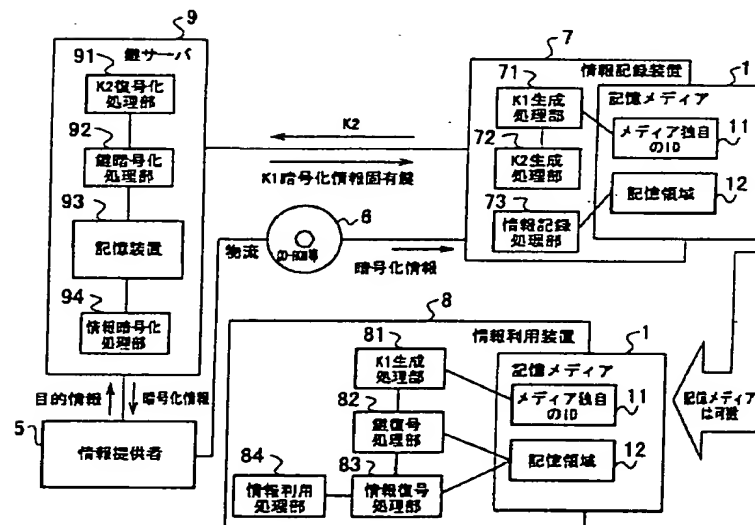 9
鍵サーバ
91
K2復号化
処理部
92
鍵暗号化
処理部
93
記憶装置
94
情報暗号化
処理部
目的情報
暗号化情報
5
情報提供者
K2
K1暗号化情報固有鍵
6
物流
CD-ROM等
暗号化情報
7
情報記録装置
71
K1生成
処理部
72
K2生成
処理部
73
情報記録
処理部
1
記憶メディア
メディア独自
のID
11
記憶領域
12
8
情報利用装置
81
K1生成
処理部
82
鍵復号
処理部
84
情報利用
処理部
83
情報復号
処理部
1
記憶メディア
メディア独自
のID
11
記憶領域
12
記憶メディア
は可搬